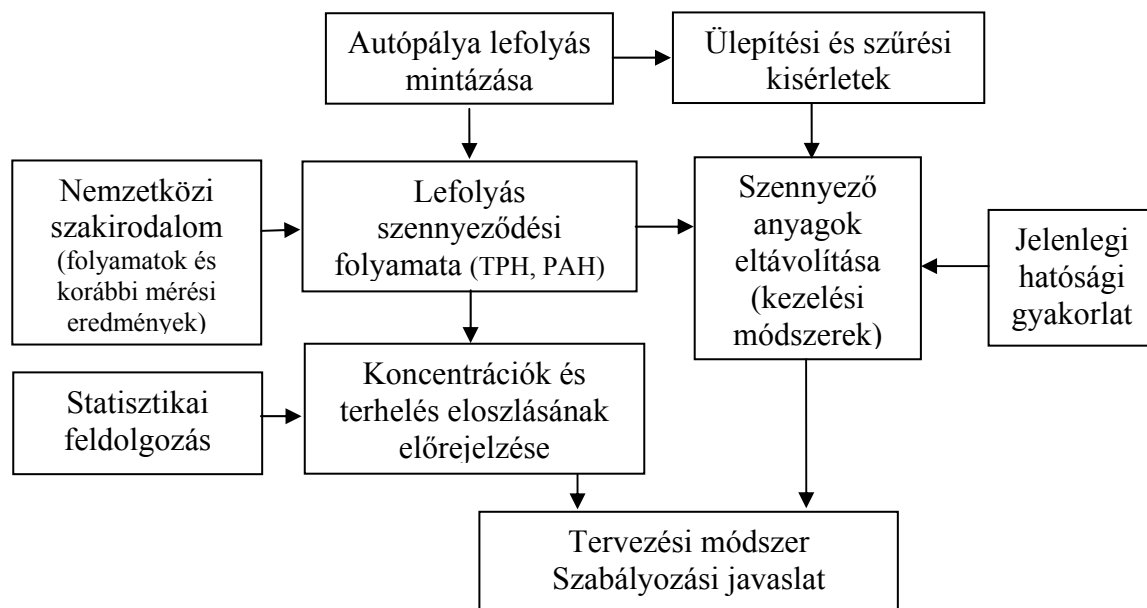 Autópálya lefolyás
mintázása
Ülepítési és szűrési
kisérletek
Nemzetközi
szakirodalom
(folyamatok és
korábbi mérési
eredmények)
Lefolyás
szennyeződési
folyamata (TPH, PAH)
Szennyező
anyagok
eltávolítása
(kezelési
módszerek)
Jelenlegi
hatósági
gyakorlat
Statisztikai
feldolgozás
Koncentrációk és
terhelés eloszlásának
előrejelzése
Tervezési módszer
Szabályozási javaslat